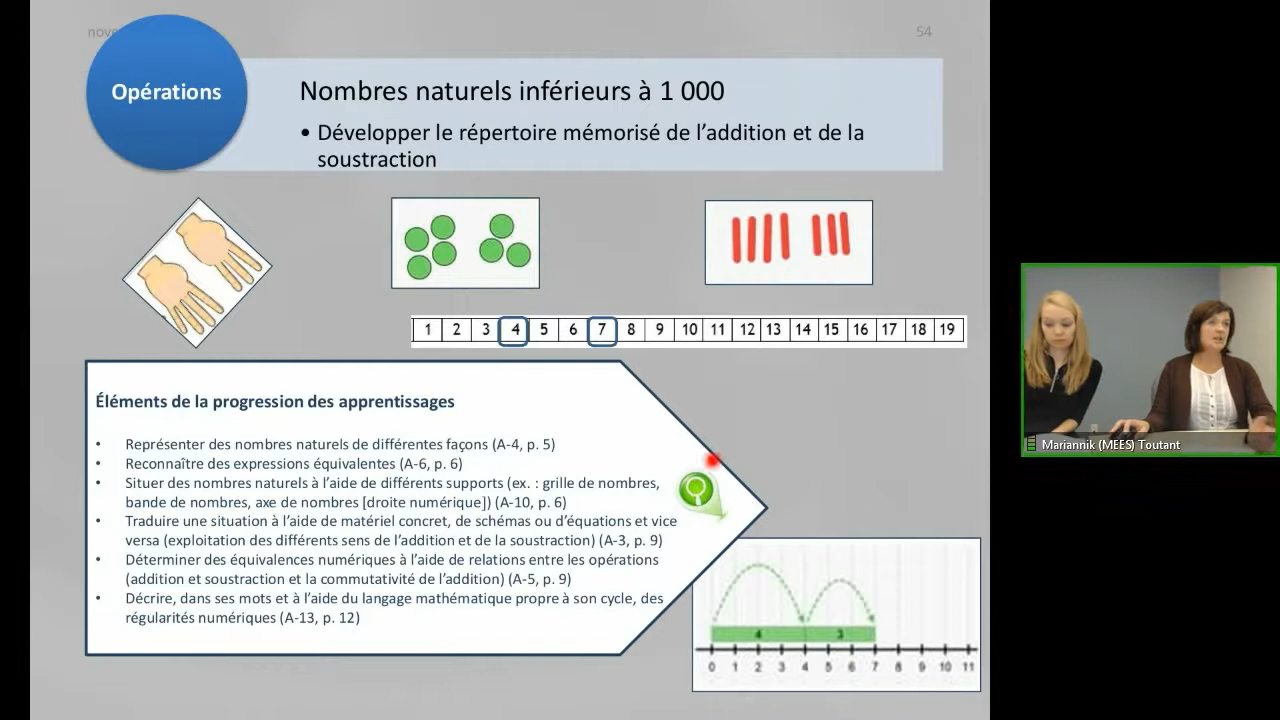 54
Opérations
Nombres naturels inférieurs à 1 000
• Développer le répertoire mémorisé de l'addition et de la
soustraction
1 2 3 4 5 6 7 8 9 10 11 12 13 14 15 16 17 18 19
Éléments de la progression des apprentissages
• Représenter des nombres naturels de différentes façons (A-4, p. 5)
• Reconnaître des expressions équivalentes (A-6, p. 6)
• Situer des nombres naturels à l'aide de différents supports (ex. : grille de nombres,
bande de nombres, axe de nombres [droite numérique]) (A-10, p. 6)
• Traduire une situation à l'aide de matériel concret, de schémas ou d'équations et vice
versa (exploitation des différents sens de l'addition et de la soustraction) (A-3, p. 9)
• Déterminer des équivalences numériques à l'aide de relations entre les opérations
(addition et soustraction et la commutativité de l'addition) (A-5, p. 9)
• Décrire, dans ses mots et à l'aide du langage mathématique propre à son cycle, des
régularités numériques (A-13, p. 12)
4 3
0 1 2 3 4 5 6 7 8 9 10 11
Mariannik (MEES) Toutant